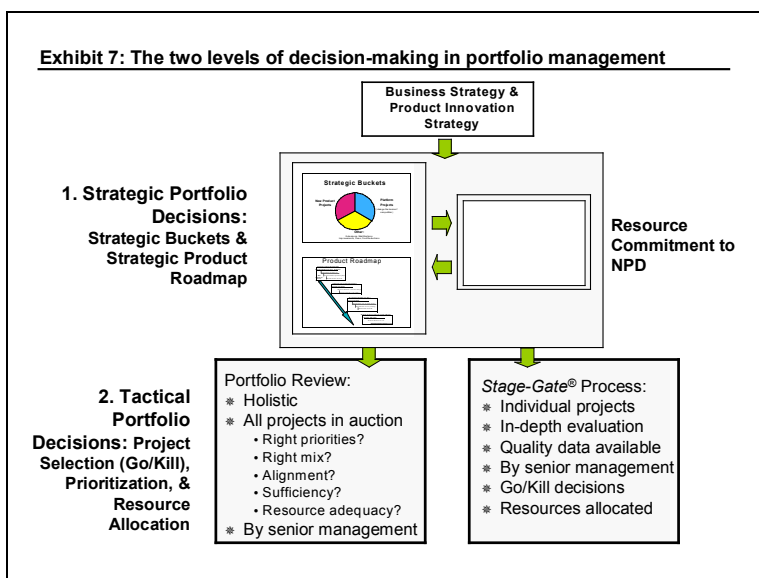 Exhibit 7: The two levels of decision-making in portfolio management
Business Strategy &
Product Innovation
Strategy
1. Strategic Portfolio
Decisions:
Strategic Buckets &
Strategic Product
Roadmap
Strategic Buckets
New Product
Projects
Platform
Projects
Other:
Product Roadmap
Resource
Commitment to
NPD
2. Tactical
Portfolio
Decisions: Project
Selection (Go/Kill),
Prioritization, &
Resource
Allocation
Portfolio Review:
✵ Holistic
✵ All projects in auction
• Right priorities?
• Right mix?
• Alignment?
• Sufficiency?
• Resource adequacy?
✵ By senior management
Stage-Gate® Process:
✵ Individual projects
✵ In-depth evaluation
✵ Quality data available
✵ By senior management
✵ Go/Kill decisions
✵ Resources allocated